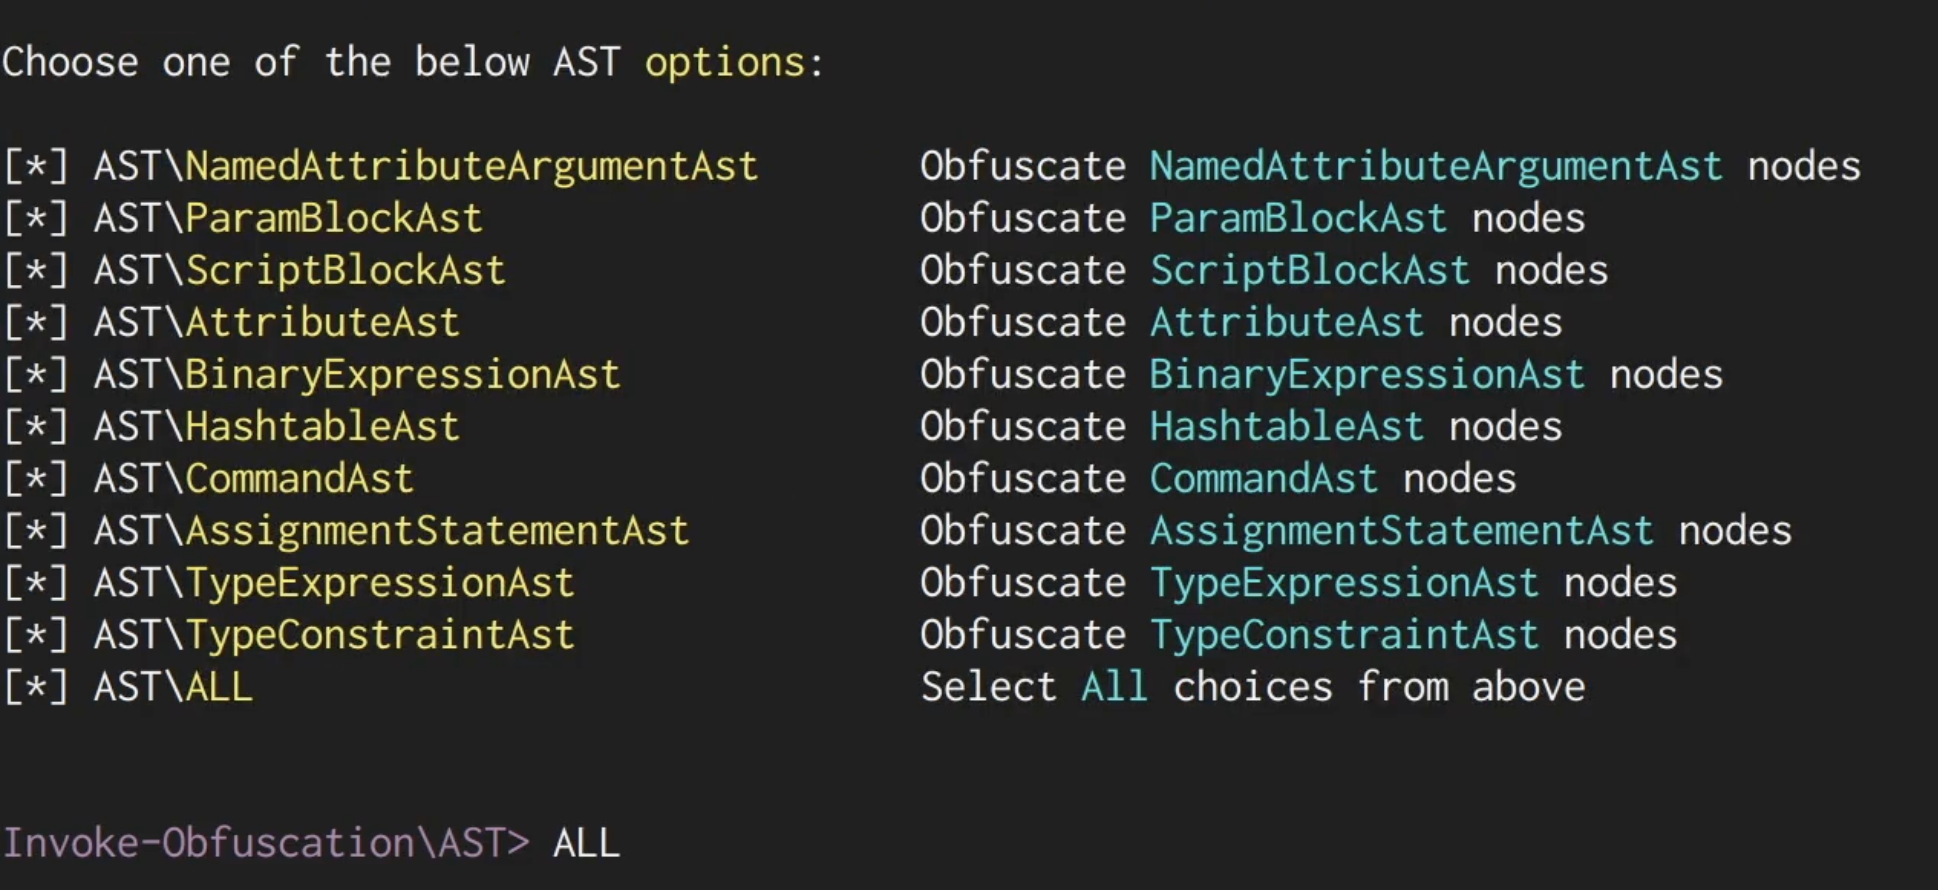 Choose one of the below AST options:
[*] AST\NamedAttributeArgumentAst Obfuscate NamedAttributeArgumentAst nodes
[*] AST\ParamBlockAst Obfuscate ParamBlockAst nodes
[*] AST\ScriptBlockAst Obfuscate ScriptBlockAst nodes
[*] AST\AttributeAst Obfuscate AttributeAst nodes
[*] AST\BinaryExpressionAst Obfuscate BinaryExpressionAst nodes
[*] AST\HashtableAst Obfuscate HashtableAst nodes
[*] AST\CommandAst Obfuscate CommandAst nodes
[*] AST\AssignmentStatementAst Obfuscate AssignmentStatementAst nodes
[*] AST\TypeExpressionAst Obfuscate TypeExpressionAst nodes
[*] AST\TypeConstraintAst Obfuscate TypeConstraintAst nodes
[*] AST\ALL Select All choices from above
Invoke-Obfuscation\AST> ALL